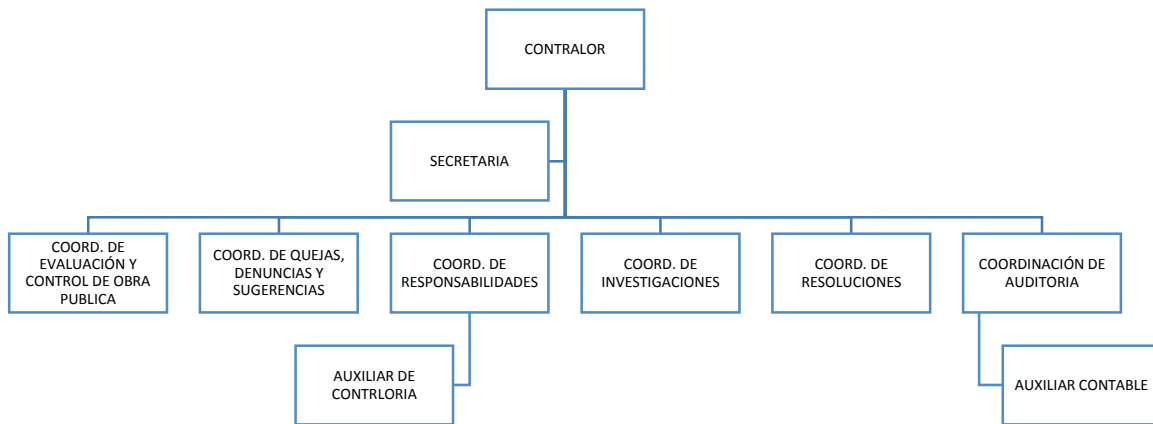 CONTRALOR
SECRETARIA
COORD. DE
EVALUACIÓN Y
CONTROL DE OBRA
PUBLICA
COORD. DE QUEJAS,
DENUNCIAS Y
SUGERENCIAS
COORD. DE
RESPONSABILIDADES
COORD. DE
INVESTIGACIONES
COORD. DE
RESOLUCIONES
COORDINACIÓN DE
AUDITORIA
AUXILIAR DE
CONTRLORIA
AUXILIAR CONTABLE